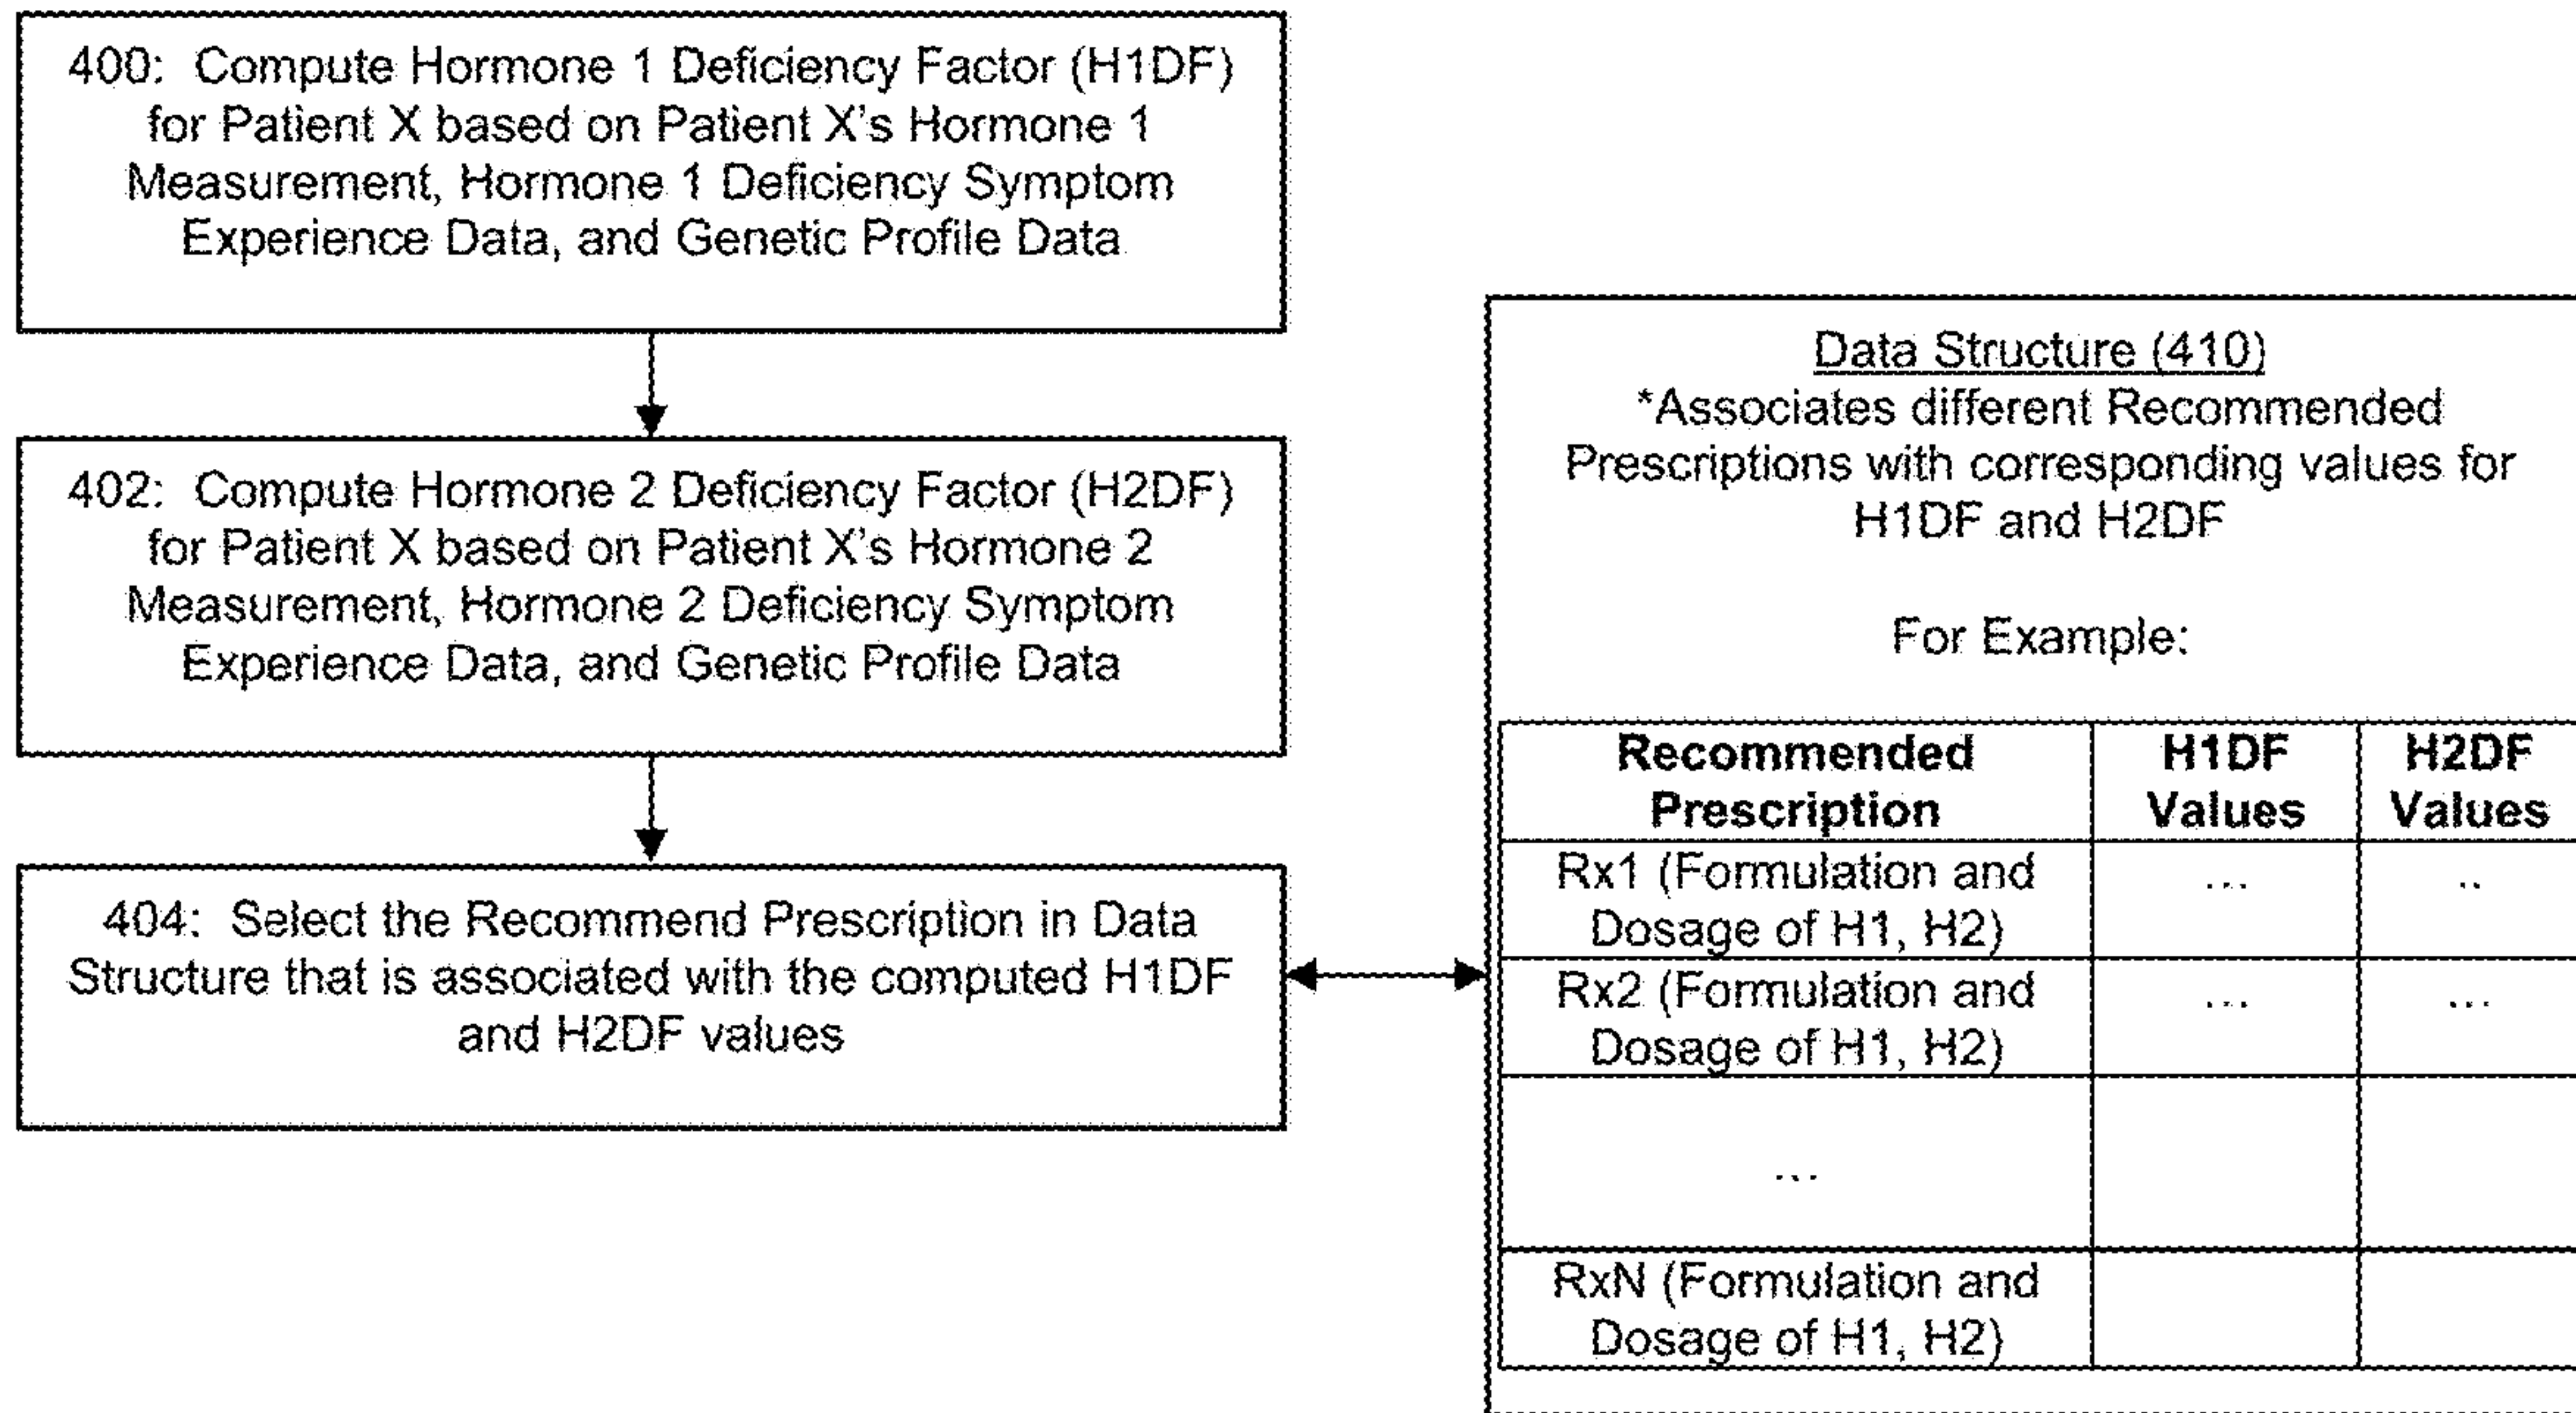 400: Compute Hormone 1 Deficiency Factor (H1DF)
for Patient X based on Patient X's Hormone 1
Measurement, Hormone 1 Deficiency Symptom
Experience Data, and Genetic Profile Data
402: Compute Hormone 2 Deficiency Factor (H2DF)
for Patient X based on Patient X's Hormone 2
Measurement, Hormone 2 Deficiency Symptom
Experience Data, and Genetic Profile Data
404: Select the Recommend Prescription in Data
Structure that is associated with the computed H1DF
and H2DF values
Data Structure (410)
*Associates different Recommended
Prescriptions with corresponding values for
H1DF and H2DF
For Example:
Recommended H1DF H2DF
Prescription Values Values
Rx1 (Formulation and ... ..
Dosage of H1, H2)
Rx2 (Formulation and ... ...
Dosage of H1, H2)
...
RxN (Formulation and
Dosage of H1, H2)